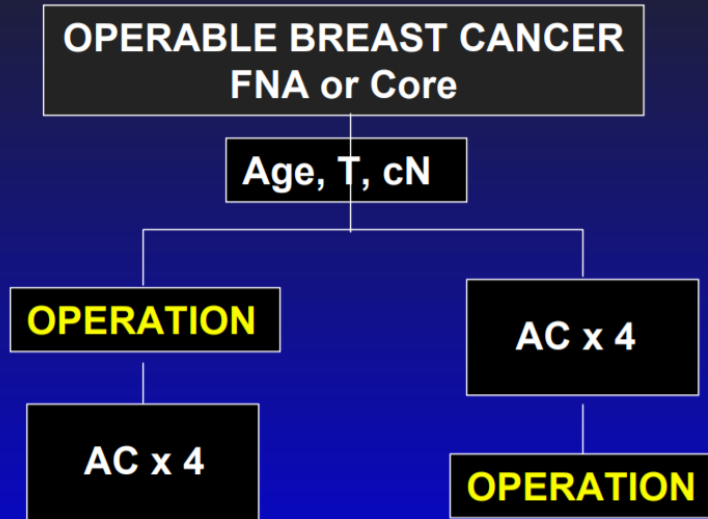 OPERABLE BREAST CANCER
FNA or Core
Age, T, cN
OPERATION
AC x 4
AC x 4
OPERATION